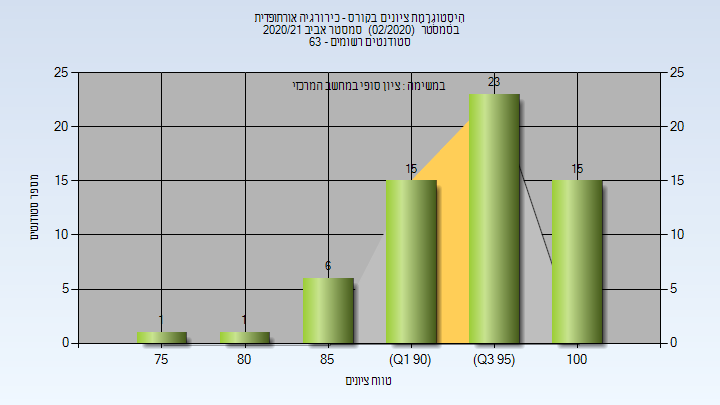 היסטוגרמת ציונים בקורס - כירורגיה אורתופדית
בסמסטר (02/2020) סמסטר אביב 2020/21
סטודנטים רשומים - 63
במשימה : ציון סופי במחשב המרכזי
25 25
20 20
15 15
10 10
5 5
0 0
1 1 6 15 23 15
75 80 85 (Q1 90) (Q3 95) 100
מספר סטודנטים
טווח ציונים